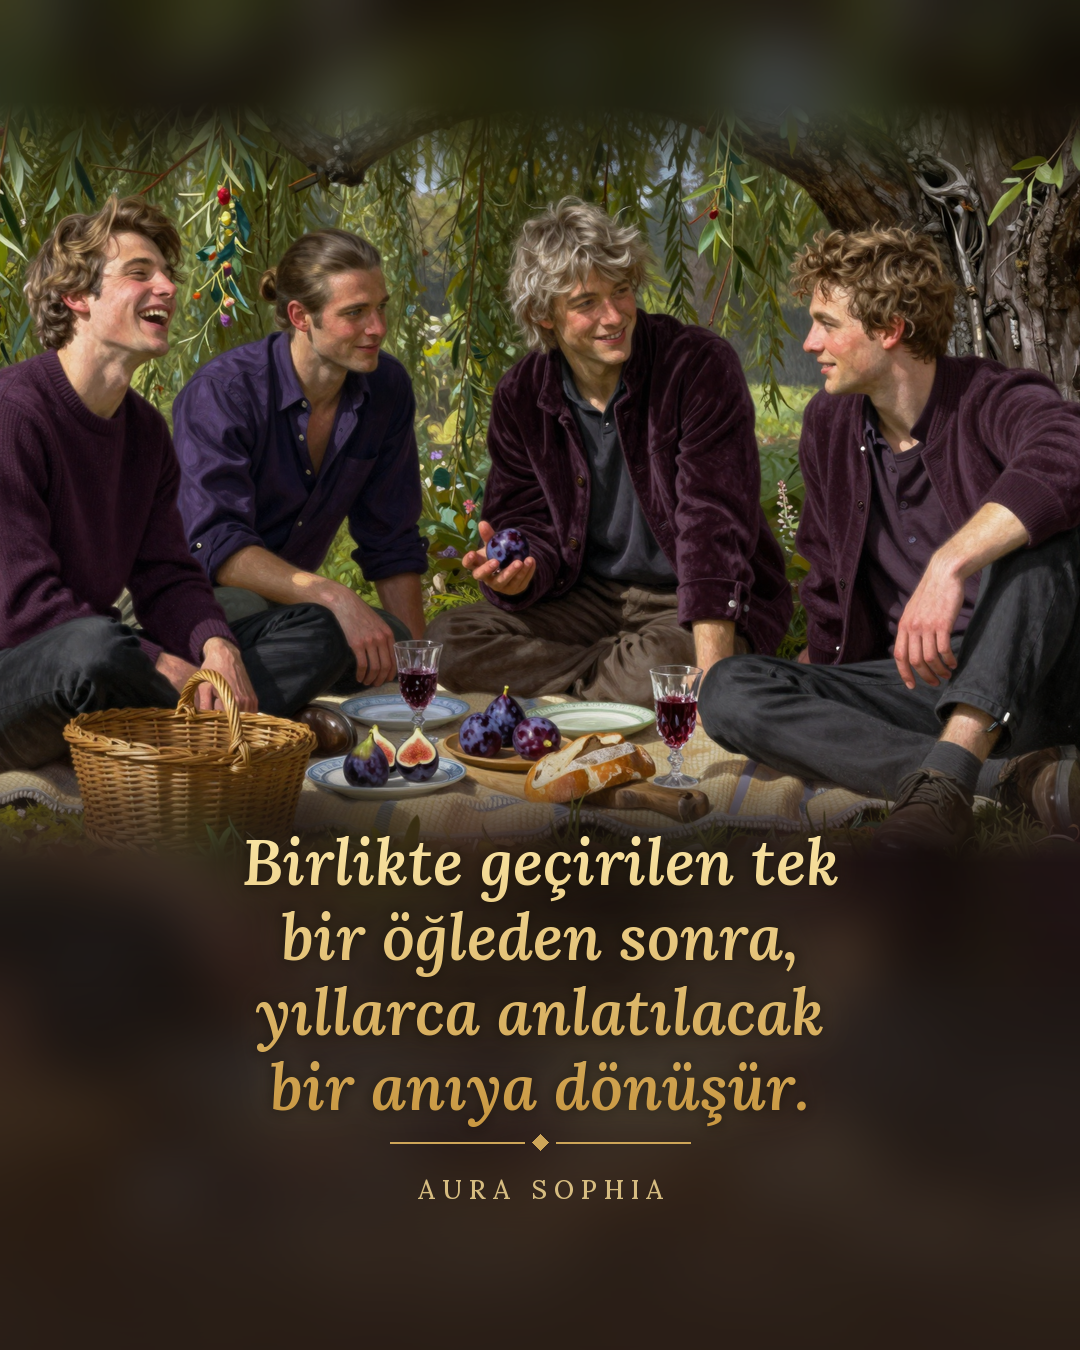 Birlikte geçirilen tek
bir öğleden sonra,
yıllarca anlatılacak
bir anıya dönüşür.
AURA SOPHIA